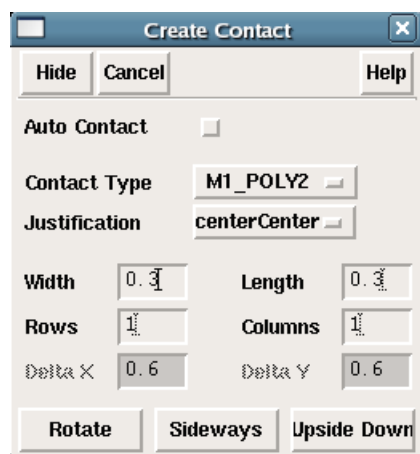 Create Contact
Hide Cancel Help
Auto Contact
Contact Type M1_POLY2
Justification centerCenter
Width 0.3 Length 0.3
Rows 1 Columns 1
Delta X 0.6 Delta Y 0.6
Rotate Sideways Upside Down